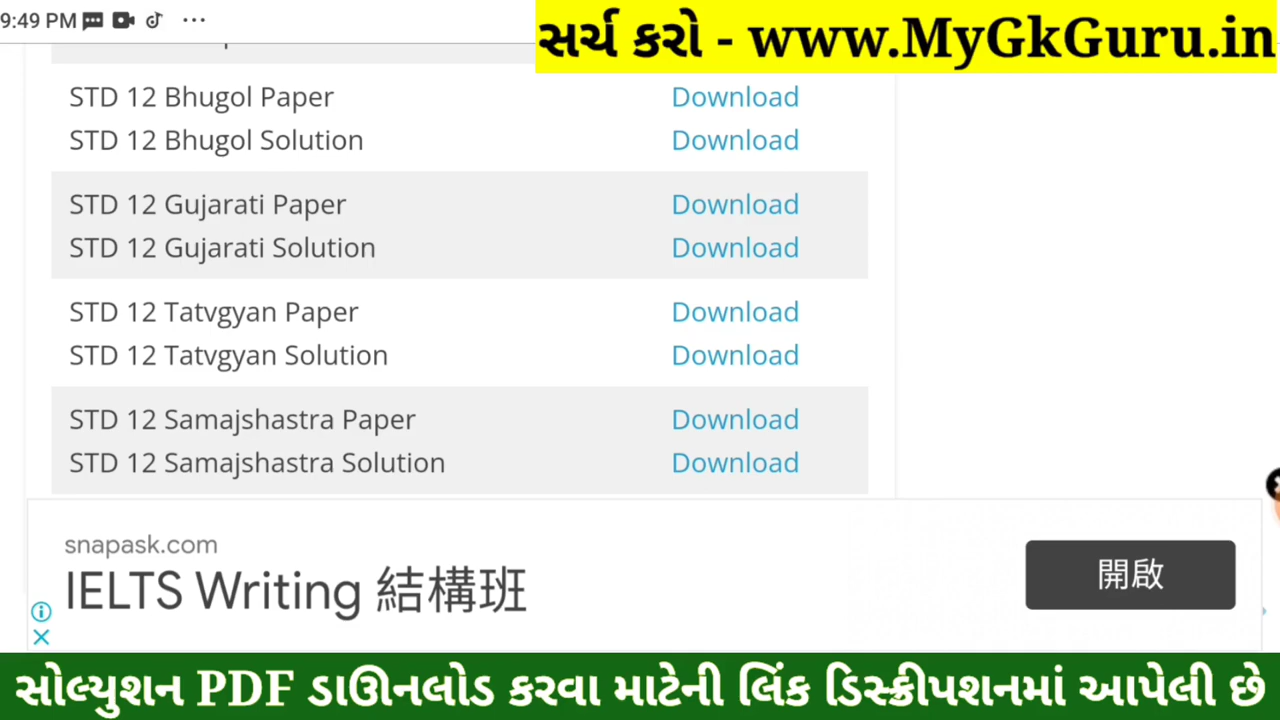 9:49 PM
સર્ચ કરો - www.MyGkGuru.in
STD 12 Bhugol Paper Download
STD 12 Bhugol Solution Download
STD 12 Gujarati Paper Download
STD 12 Gujarati Solution Download
STD 12 Tatvgyan Paper Download
STD 12 Tatvgyan Solution Download
STD 12 Samajshastra Paper Download
STD 12 Samajshastra Solution Download
snapask.com
IELTS Writing 結構班
開啟
સોલ્યુશન PDF ડાઊનલોડ કરવા માટેની લિંક ડિસ્ક્રીપશનમાં આપેલી છે